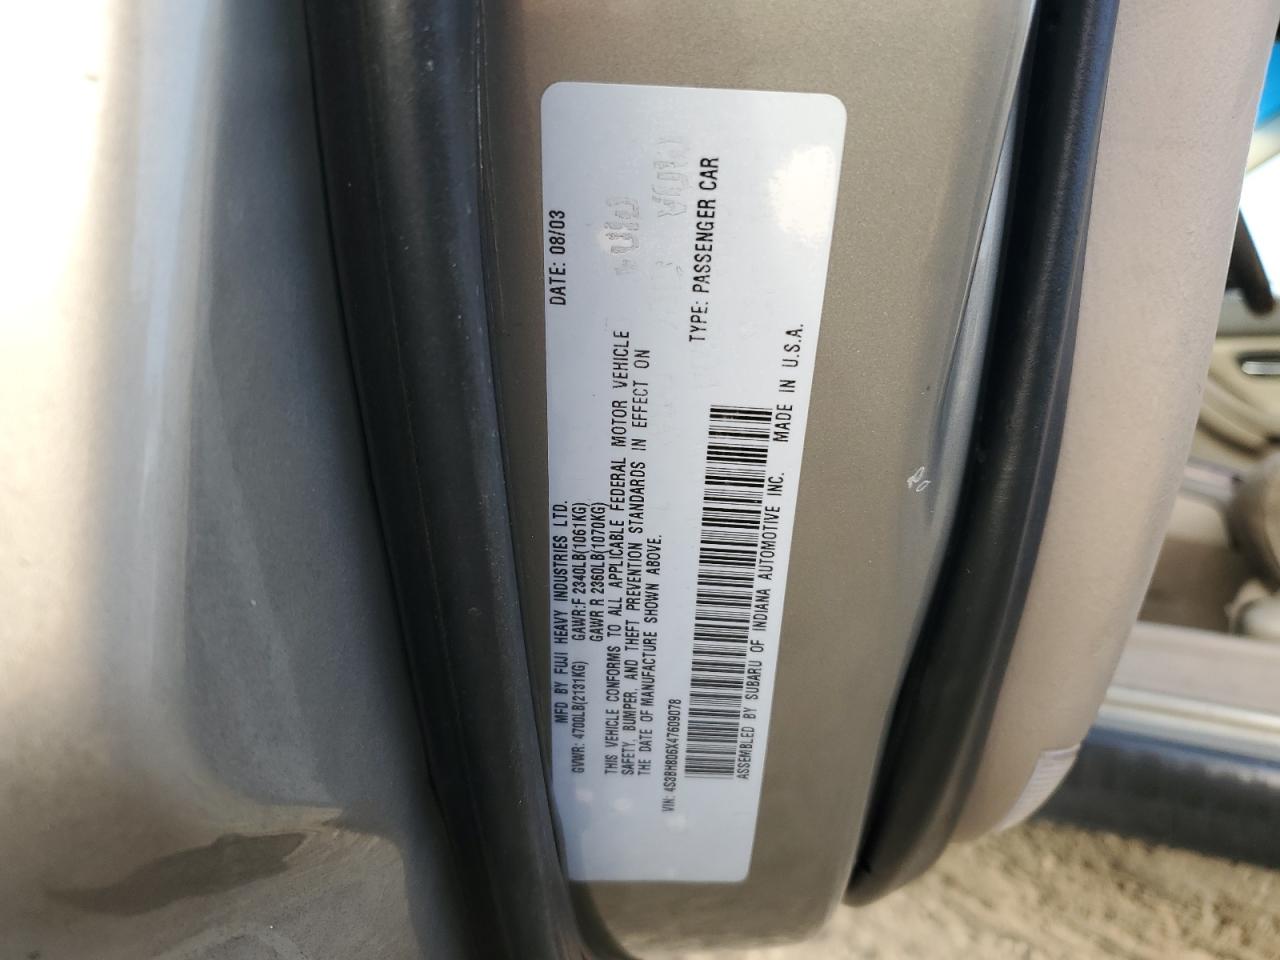 MFD BY FUJI HEAVY INDUSTRIES LTD. DATE: 08/03
GVWR: 4700LB(2131KG) GAWR:F 2340LB(1061KG)
GAWR R 2360LB(1070KG)
THIS VEHICLE CONFORMS TO ALL APPLICABLE FEDERAL MOTOR VEHICLE
SAFETY, BUMPER, AND THEFT PREVENTION STANDARDS IN EFFECT ON
THE DATE OF MANUFACTURE SHOWN ABOVE.
VIN: 4S3BH806X47609078 TYPE: PASSENGER CAR
ASSEMBLED BY SUBARU OF INDIANA AUTOMOTIVE INC. MADE IN U.S.A.